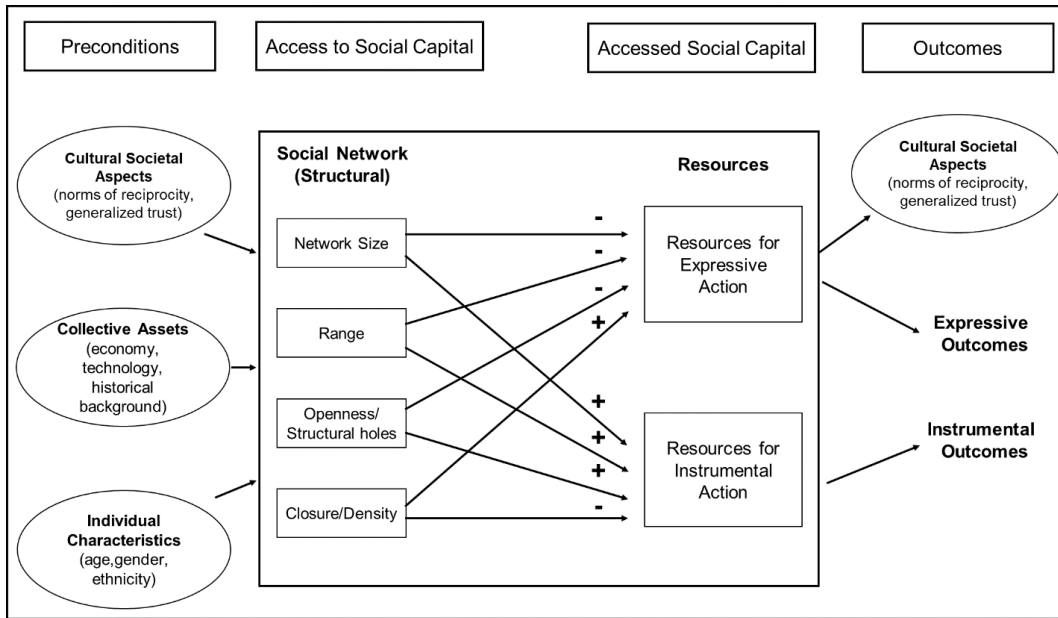 Preconditions
Access to Social Capital
Accessed Social Capital
Outcomes
Cultural Societal
Aspects
(norms of reciprocity,
generalized trust)
Collective Assets
(economy,
technology,
historical
background)
Individual
Characteristics
(age,gender,
ethnicity)
Social Network
(Structural)
Network Size
Range
Openness/
Structural holes
Closure/Density
-
-
-
+
+
+
+
-
Resources
Resources for
Expressive
Action
Resources for
Instrumental
Action
Cultural Societal
Aspects
(norms of reciprocity,
generalized trust)
Expressive
Outcomes
Instrumental
Outcomes